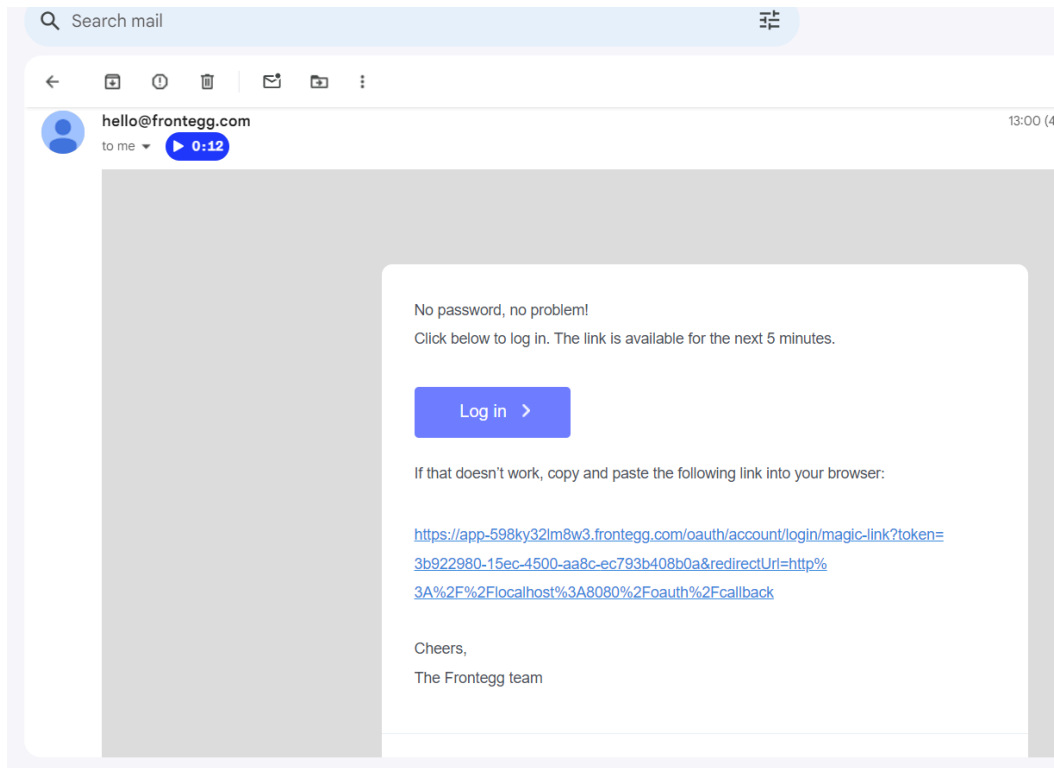 Search mail
hello@frontegg.com
13:00 (4
to me
0:12
No password, no problem!
Click below to log in. The link is available for the next 5 minutes.
Log in
If that doesn’t work, copy and paste the following link into your browser:
https://app-598ky32lm8w3.frontegg.com/oauth/account/login/magic-link?token=
3b922980-15ec-4500-aa8c-ec793b408b0a&redirectUrl=http%
3A%2F%2Flocalhost%3A8080%2Foauth%2Fcallback
Cheers,
The Frontegg team